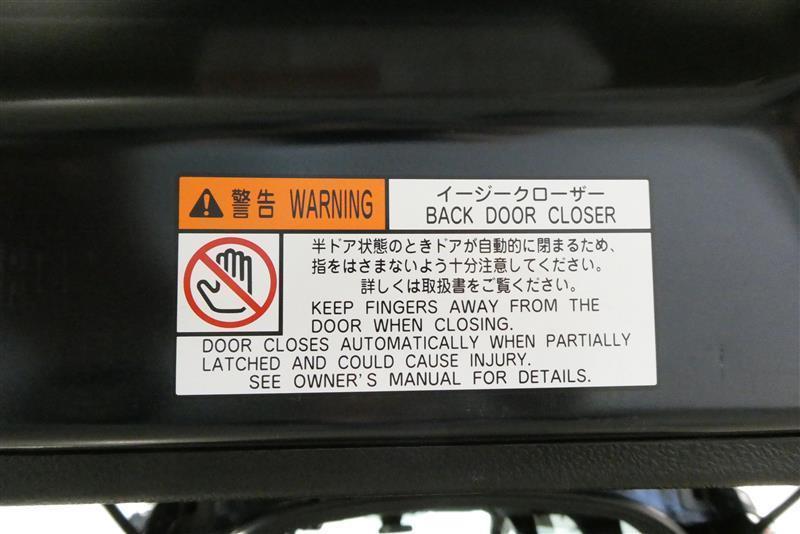 警告 WARNING
イージークローザー
BACK DOOR CLOSER
半ドア状態のときドアが自動的に閉まるため、
指をはさまないよう十分注意してください。
詳しくは取扱書をご覧ください。
KEEP FINGERS AWAY FROM THE
DOOR WHEN CLOSING.
DOOR CLOSES AUTOMATICALLY WHEN PARTIALLY
LATCHED AND COULD CAUSE INJURY.
SEE OWNER'S MANUAL FOR DETAILS.